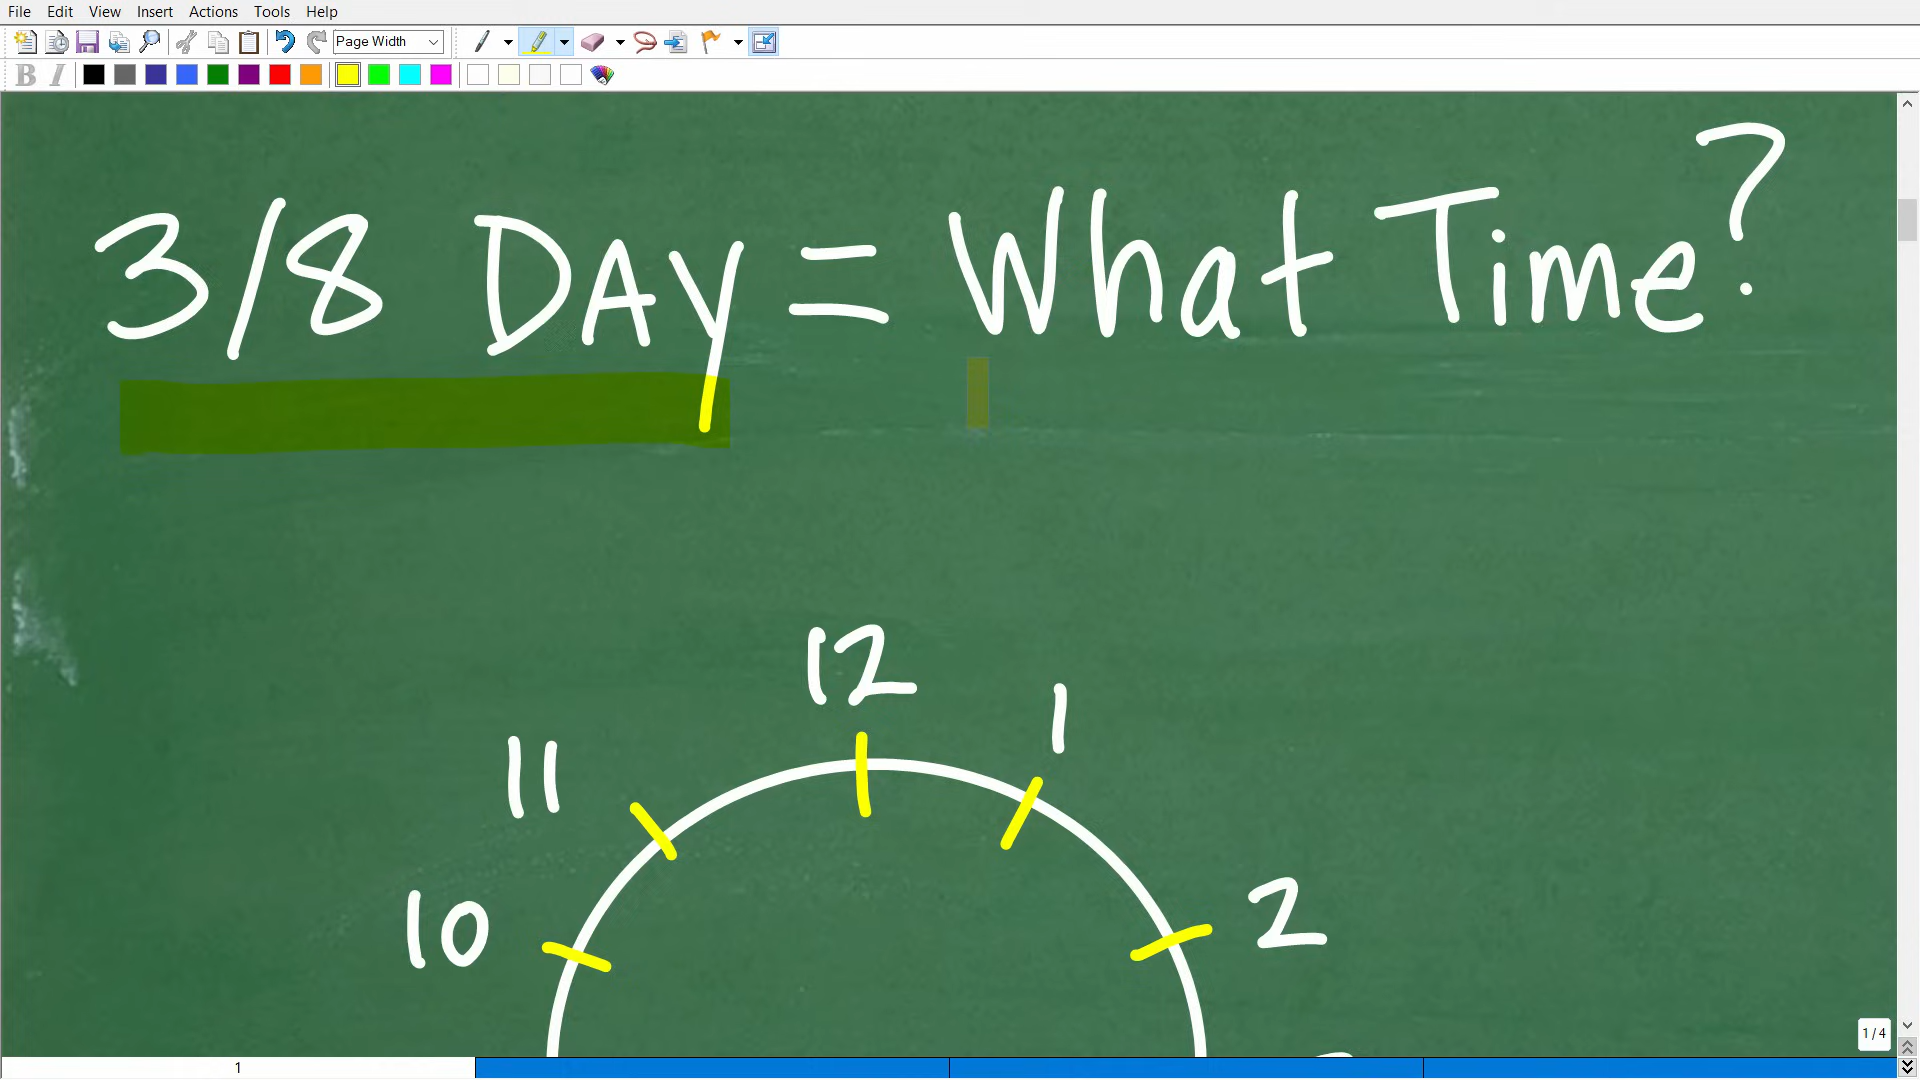 File Edit View Insert Actions Tools Help
Page Width
B I
3/8 DAy = What Time?
12
1
11
2
10
1 / 4
1